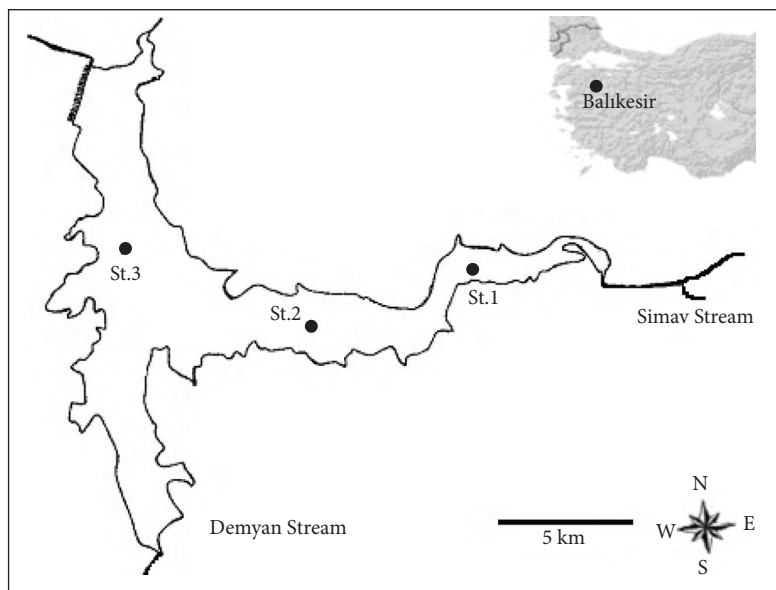 Balıkesir
St.3
St.2
St.1
Simav Stream
Demyan Stream
5 km
N
W
E
S